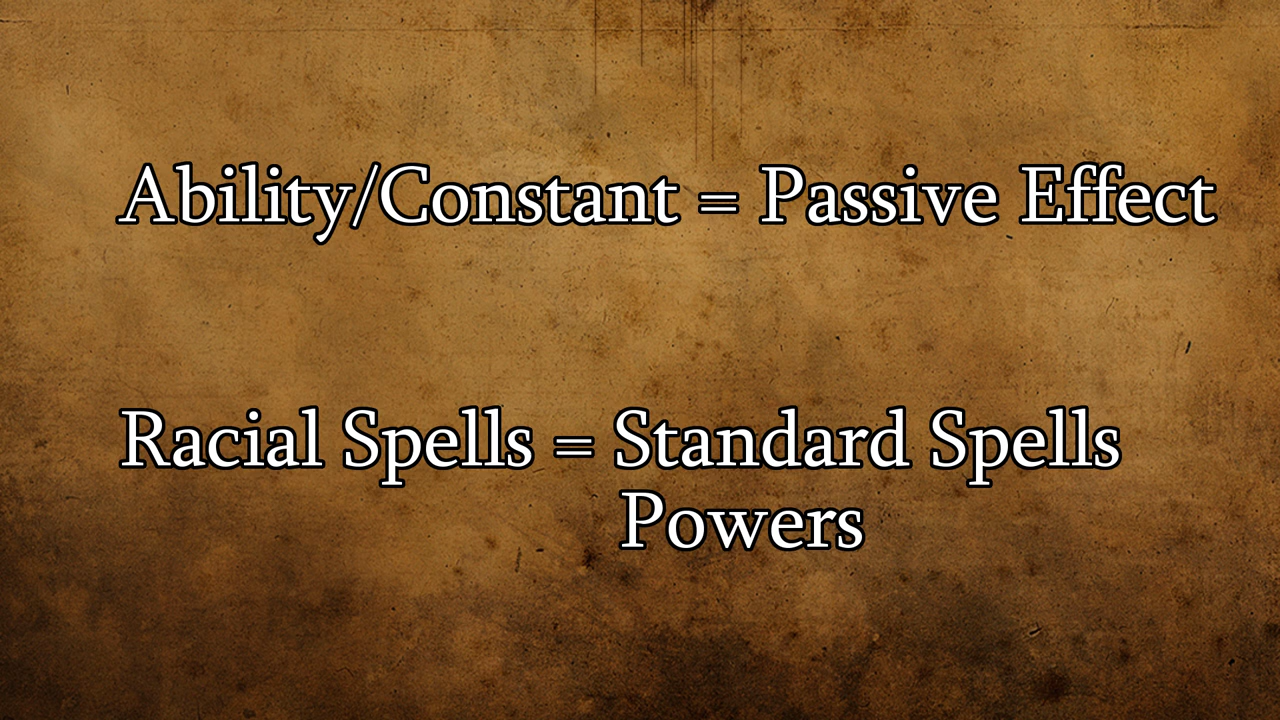 Ability/Constant = Passive Effect
Racial Spells = Standard Spells
Powers